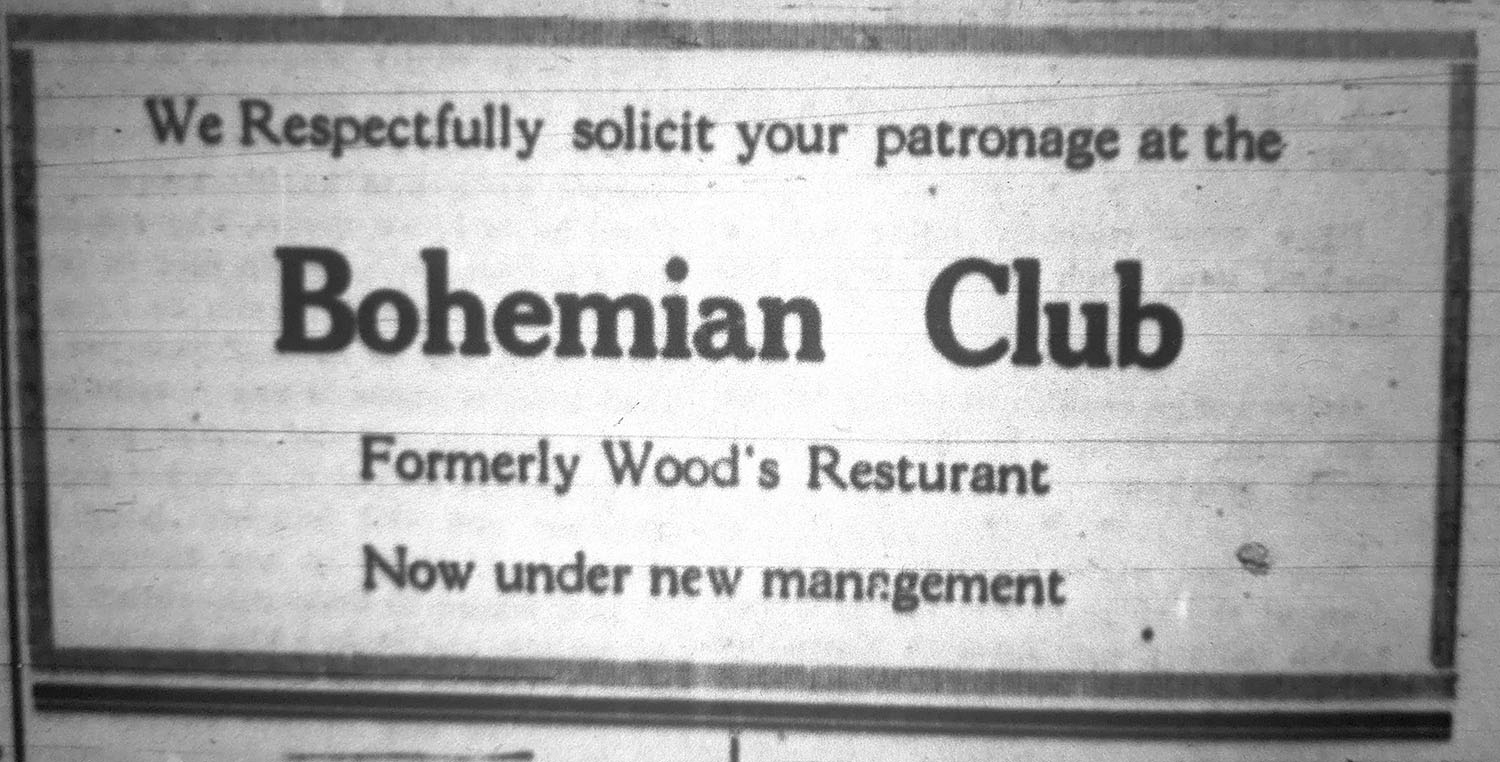 We Respectfully solicit your patronage at the
Bohemian Club
Formerly Wood's Resturant
Now under new management